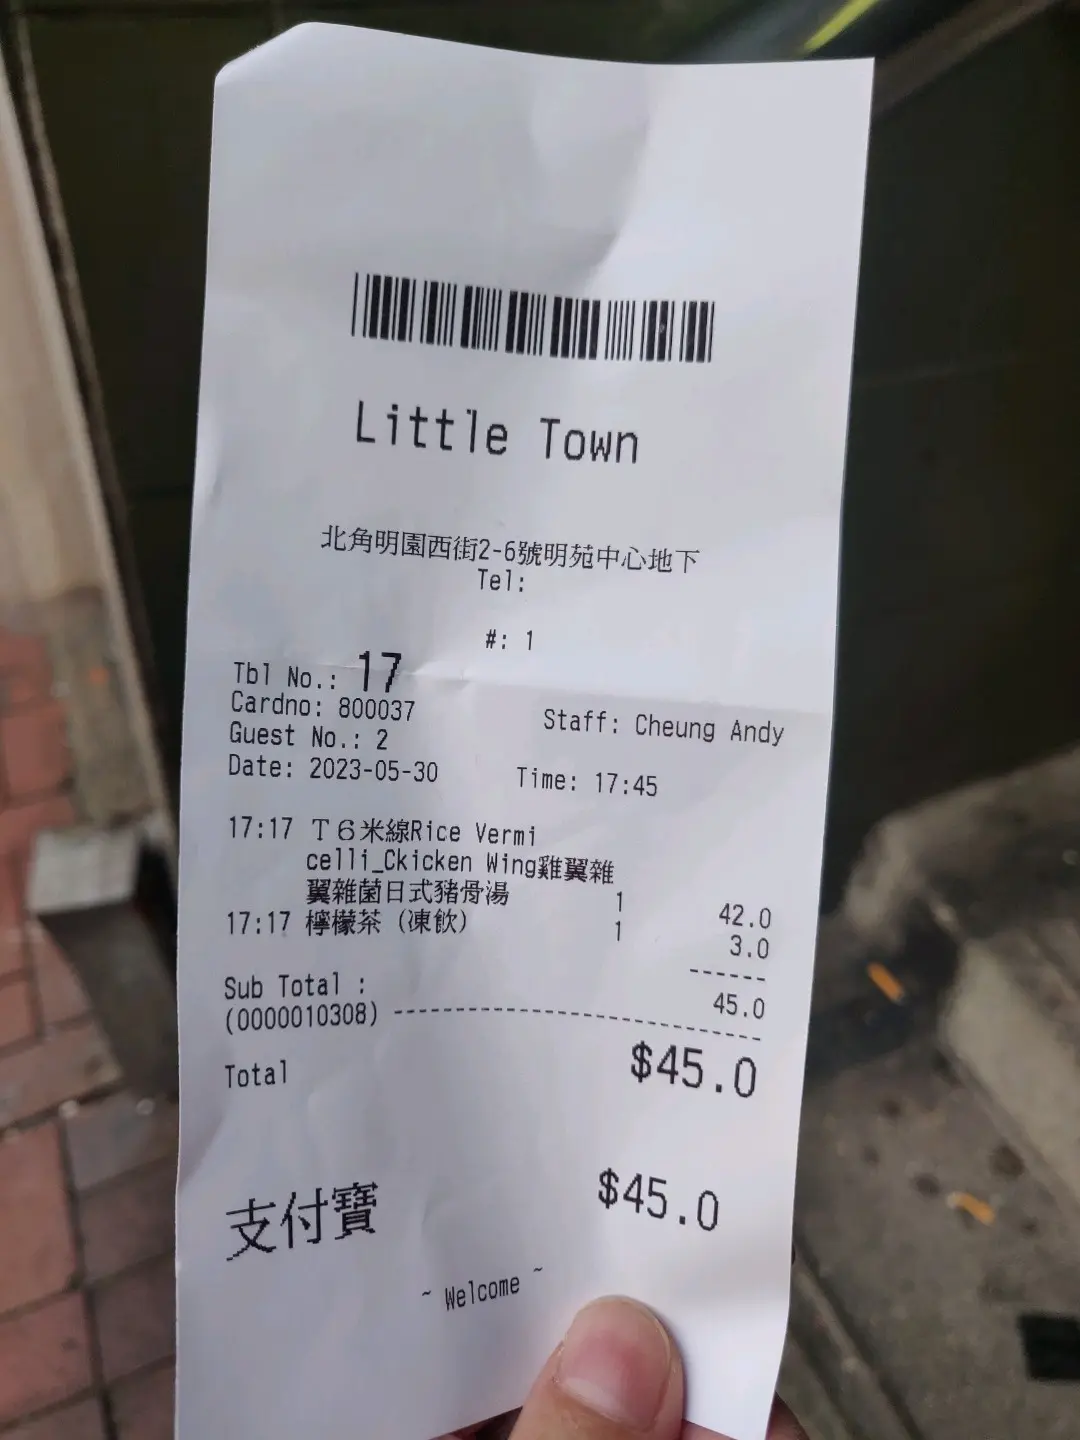 Little Town
北角明園西街2-6號明苑中心地下
Tel:
#: 1
Tbl No.: 17
Cardno: 800037 Staff: Cheung Andy
Guest No.: 2
Date: 2023-05-30 Time: 17:45
17:17 T6米線Rice Vermi
celli_Ckicken Wing雞翼雜
翼雜菌日式豬骨湯 1 42.0
17:17 檸檬茶 (凍飲) 1 3.0
------
Sub Total : 45.0
(0000010308) ----------------------------
Total $45.0
支付寶 $45.0
~ Welcome ~